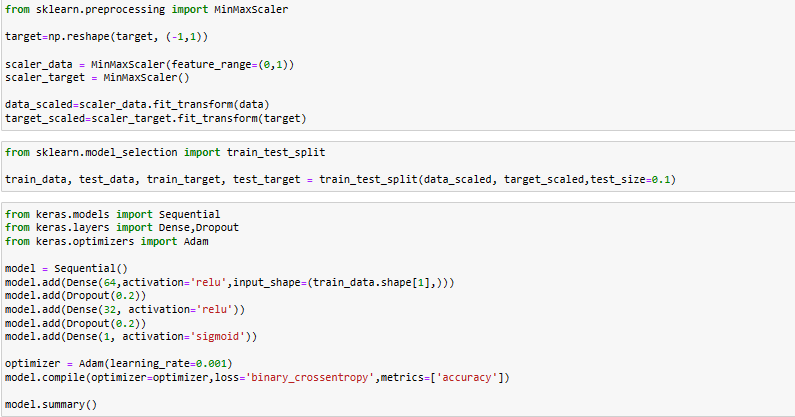 from sklearn.preprocessing import MinMaxScaler
target=np.reshape(target, (-1,1))
scaler_data = MinMaxScaler(feature_range=(0,1))
scaler_target = MinMaxScaler()
data_scaled=scaler_data.fit_transform(data)
target_scaled=scaler_target.fit_transform(target)
from sklearn.model_selection import train_test_split
train_data, test_data, train_target, test_target = train_test_split(data_scaled, target_scaled,test_size=0.1)
from keras.models import Sequential
from keras.layers import Dense,Dropout
from keras.optimizers import Adam
model = Sequential()
model.add(Dense(64,activation='relu',input_shape=(train_data.shape[1],)))
model.add(Dropout(0.2))
model.add(Dense(32, activation='relu'))
model.add(Dropout(0.2))
model.add(Dense(1, activation='sigmoid'))
optimizer = Adam(learning_rate=0.001)
model.compile(optimizer=optimizer,loss='binary_crossentropy',metrics=['accuracy'])
model.summary()